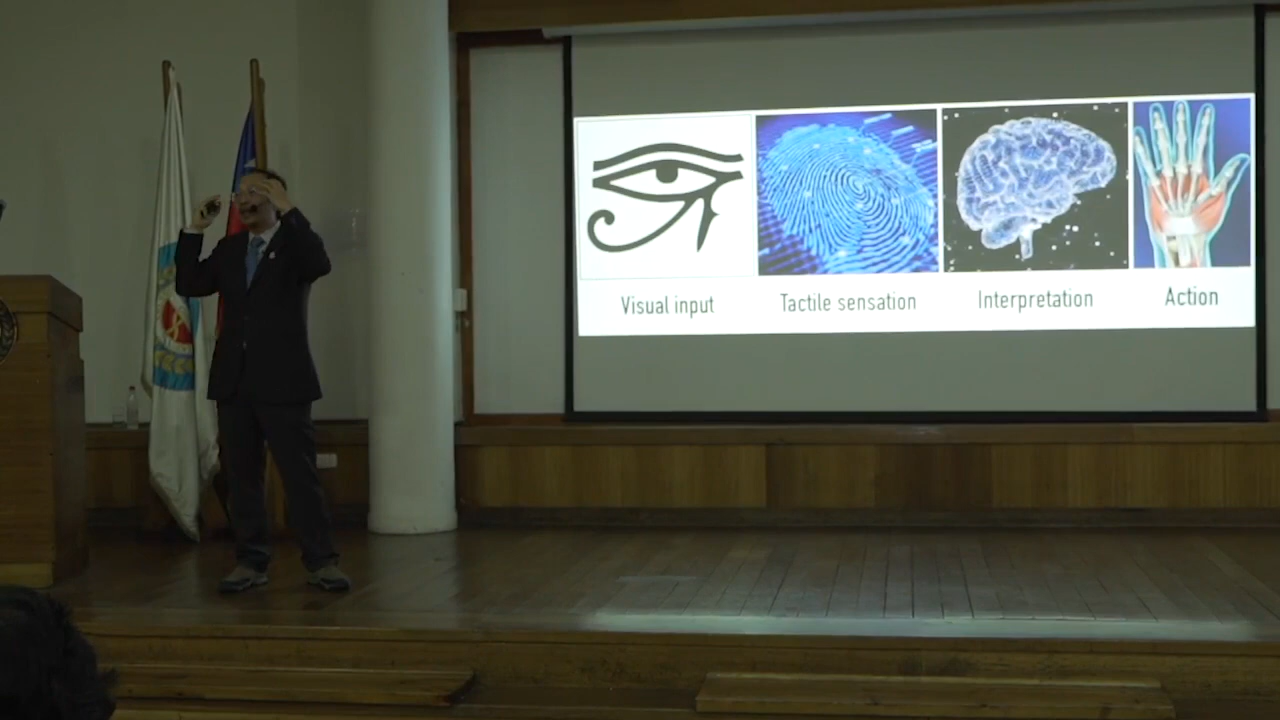 Visual input
Tactile sensation
Interpretation
Action